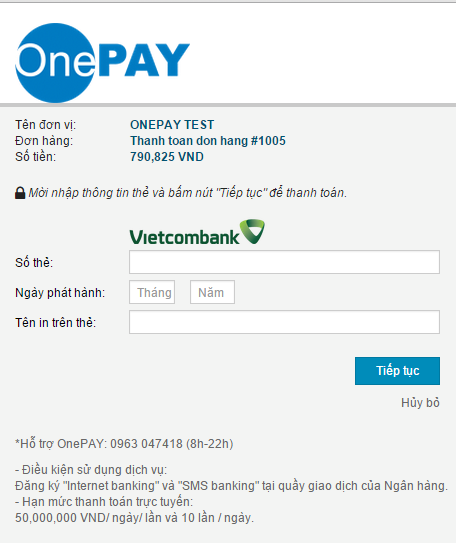 OnePAY
Tên đơn vị: ONEPAY TEST
Đơn hàng: Thanh toan don hang #1005
Số tiền: 790,825 VND
Mời nhập thông tin thẻ và bấm nút "Tiếp tục" để thanh toán.
Vietcombank
Số thẻ:
Ngày phát hành: Tháng Năm
Tên in trên thẻ:
Tiếp tục
Hủy bỏ
*Hỗ trợ OnePAY: 0963 047418 (8h-22h)
- Điều kiện sử dụng dịch vụ:
Đăng ký "Internet banking" và "SMS banking" tại quầy giao dịch của Ngân hàng.
- Hạn mức thanh toán trực tuyến:
50,000,000 VND/ ngày/ lần và 10 lần / ngày.